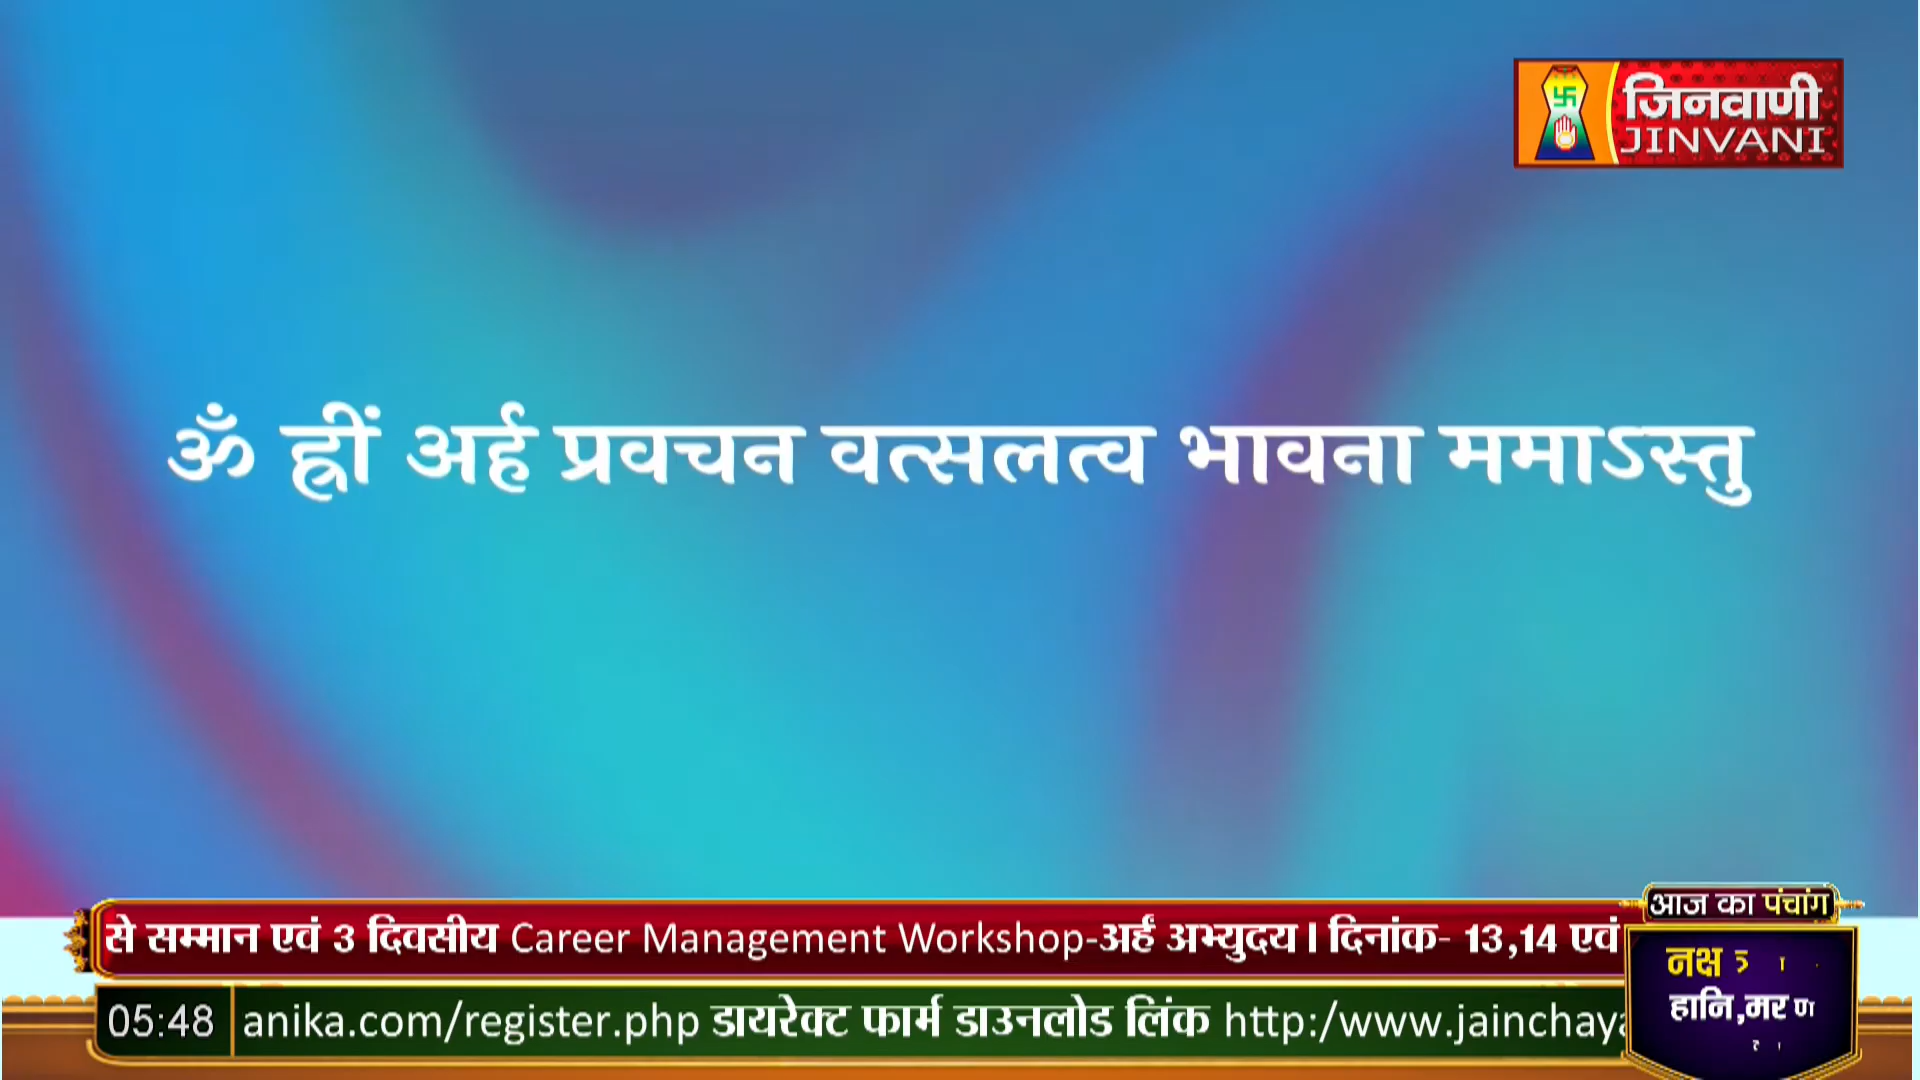 जिनवाणी
JINVANI
ॐ ह्रीं अर्ह प्रवचन वत्सलत्व भावना ममाऽस्तु
से सम्मान एवं 3 दिवसीय Career Management Workshop-अर्हं अभ्युदय । दिनांक- 13,14 एवं
आज का पंचांग
हानि,मरण
05:48
anika.com/register.php डायरेक्ट फार्म डाउनलोड लिंक http:/www.jainchaya